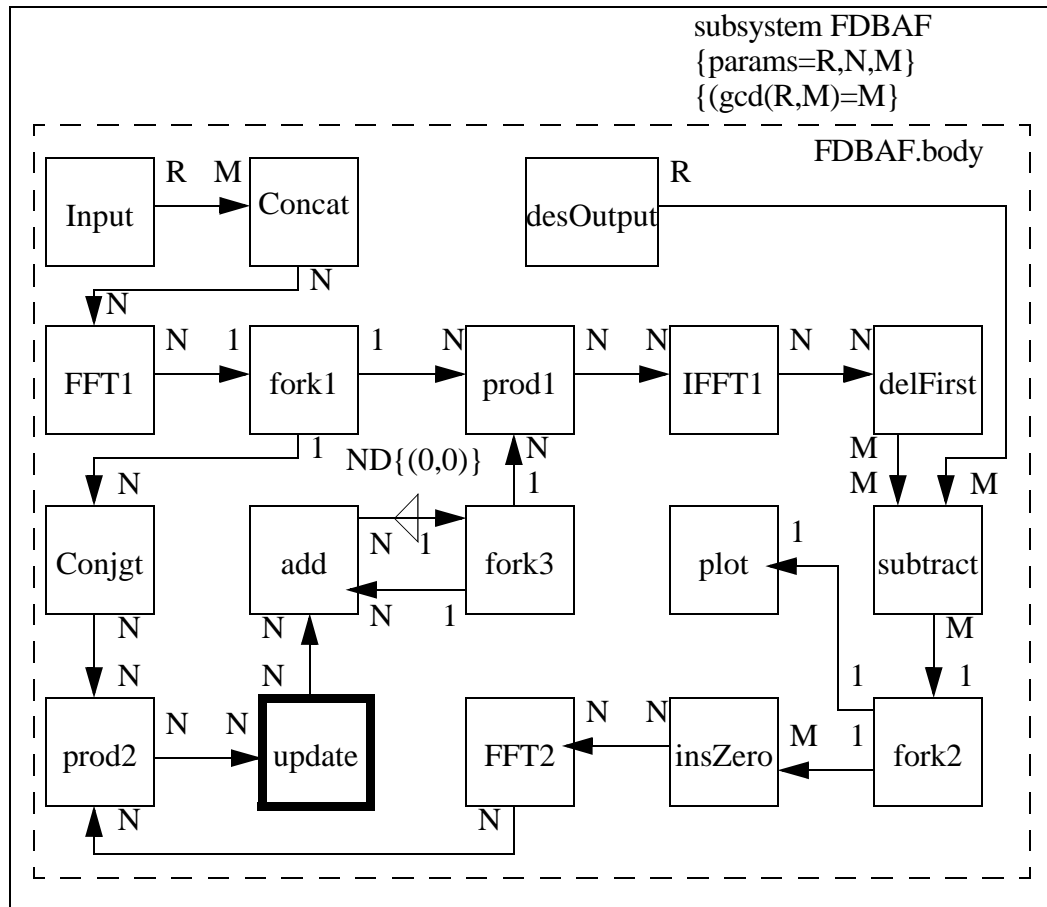 subsystem FDBAF
{params=R,N,M}
{(gcd(R,M)=M}
FDBAF.body
R M R
Input Concat desOutput
N
N
N 1 1 N N N N N
FFT1 fork1 prod1 IFFT1 delFirst
1 ND{(0,0)} N M
N 1 M M
Conjgt add N 1 fork3 plot 1 subtract
N N N 1 M
N N 1 1
N N N N M 1
prod2 update FFT2 insZero fork2
N N